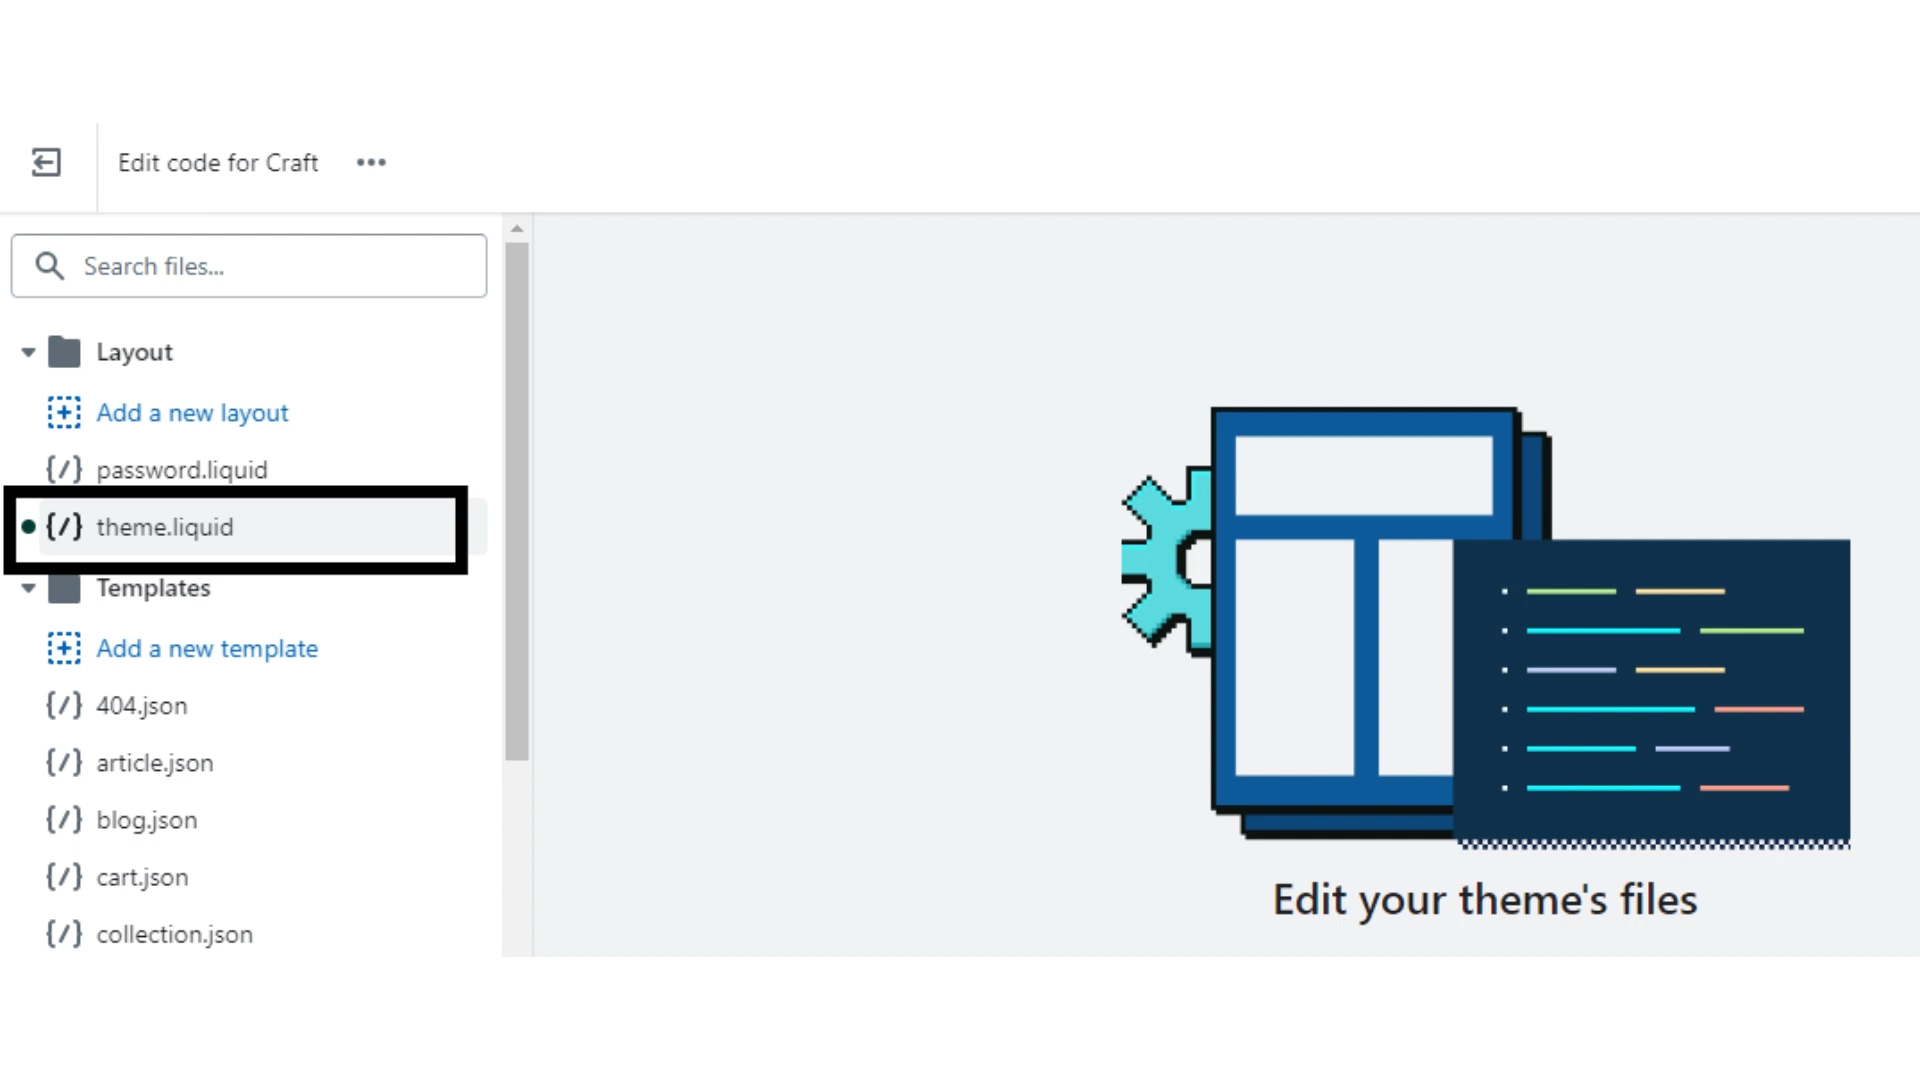 Edit code for Craft
Search files...
Layout
Add a new layout
{/} password.liquid
{/} theme.liquid
Templates
Add a new template
{/} 404.json
{/} article.json
{/} blog.json
{/} cart.json
{/} collection.json
Edit your theme's files